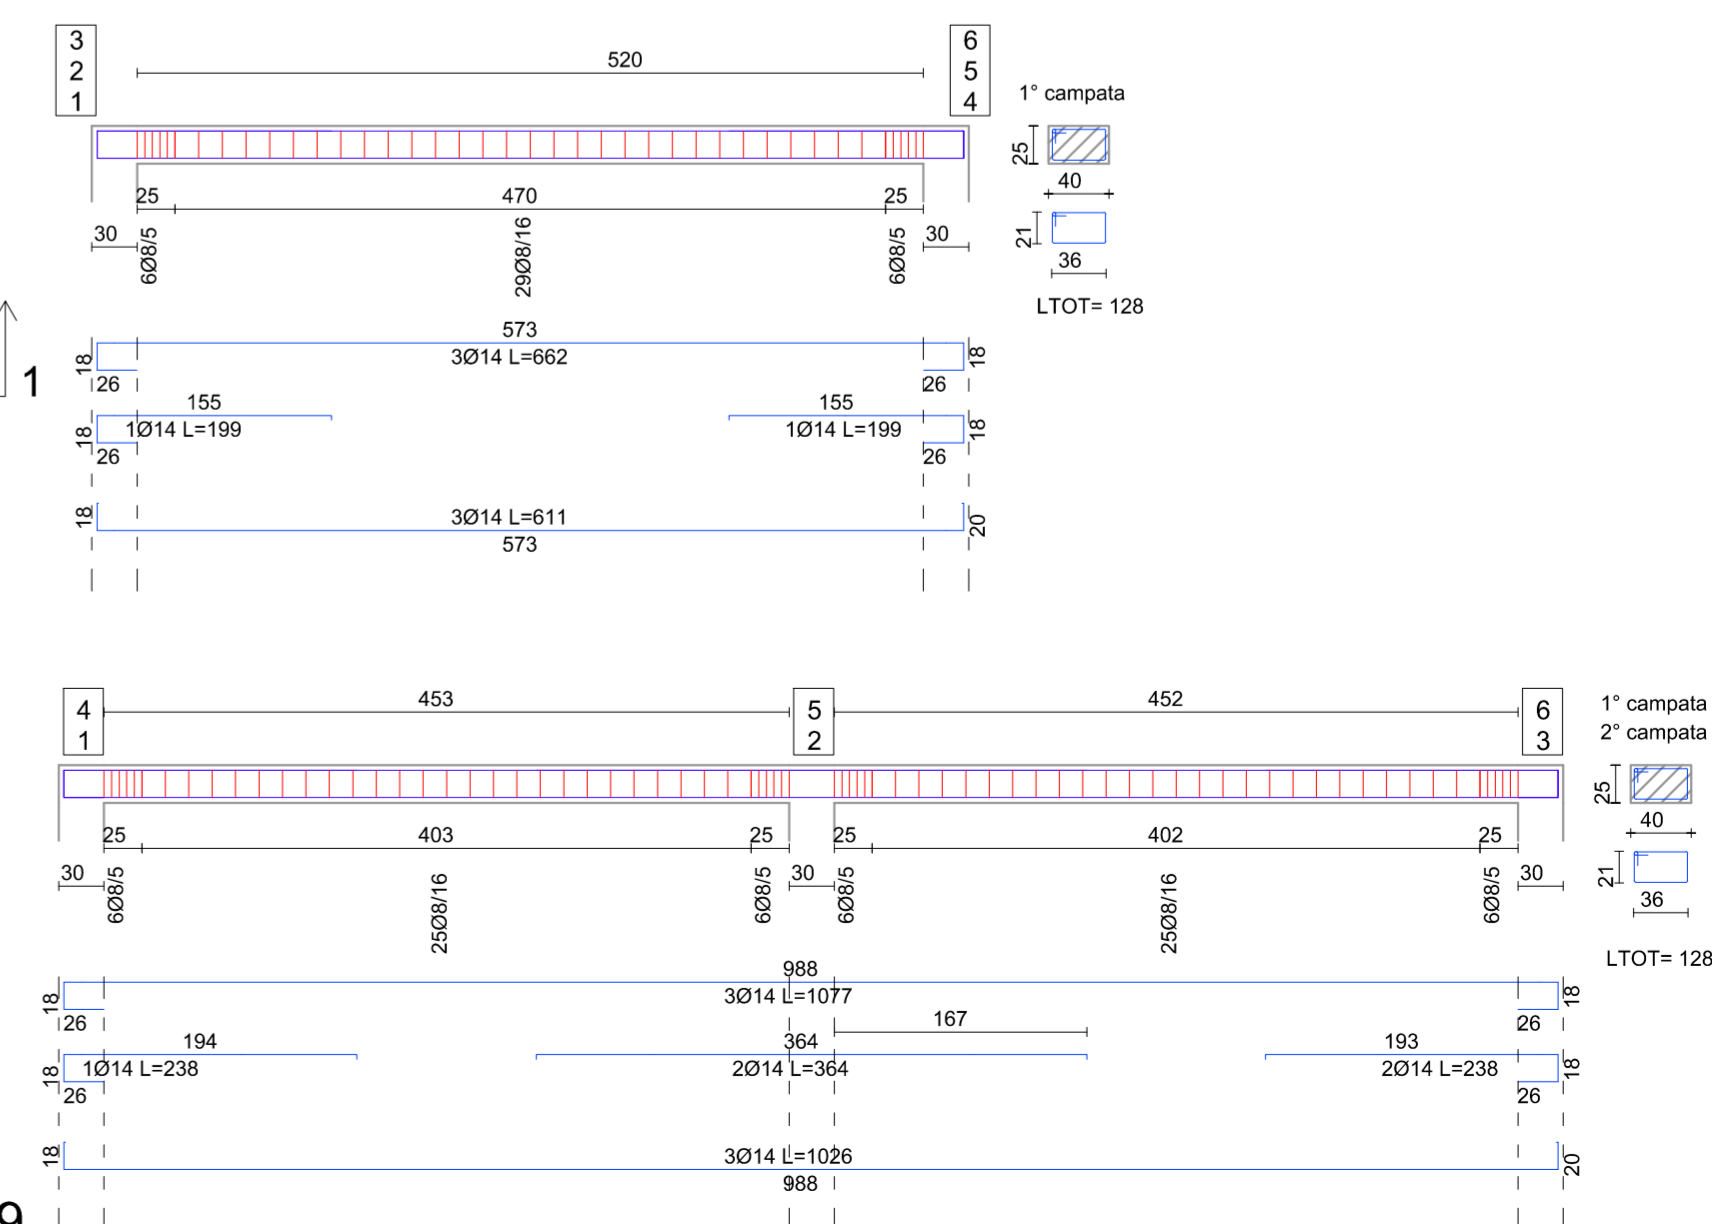 3
2
1
520
6
5
4
1° campata
25
40
25 470 25
30 6Ø8/5 29Ø8/16 6Ø8/5 30
21
36
LTOT= 128
1
573
18 3Ø14 L=662 18
26 26
155 155
18 1Ø14 L=199 1Ø14 L=199 18
26 26
18 3Ø14 L=611 20
573
4
1
453
5
2
452
6
3
1° campata
2° campata
25
40
25 403 25 25 402 25
30 6Ø8/5 25Ø8/16 6Ø8/5 30 6Ø8/5 25Ø8/16 6Ø8/5 30
21
36
LTOT= 128
988
18 3Ø14 L=1077 18
26 26
167
194 364 193
18 1Ø14 L=238 2Ø14 L=364 2Ø14 L=238 18
26 26
18 3Ø14 L=1026 20
988
9